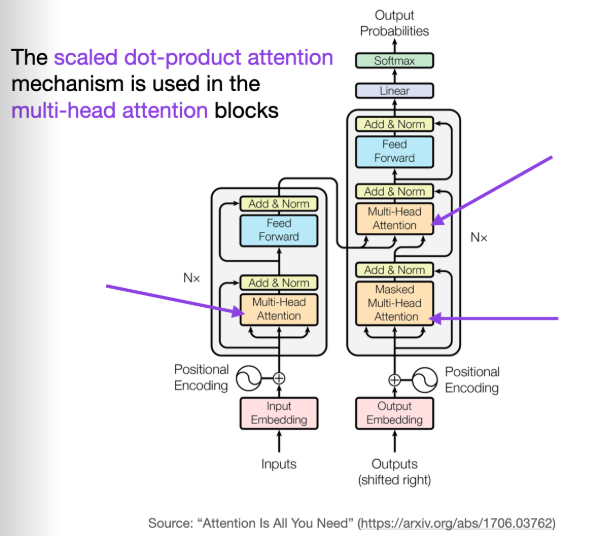 The scaled dot-product attention
mechanism is used in the
multi-head attention blocks
Output
Probabilities
Softmax
Linear
Add & Norm
Feed
Forward
Add & Norm
Multi-Head
Attention
Nx
Add & Norm
Masked
Multi-Head
Attention
Add & Norm
Feed
Forward
Nx
Add & Norm
Multi-Head
Attention
Positional
Encoding
Positional
Encoding
Input
Embedding
Output
Embedding
Inputs
Outputs
(shifted right)
Source: “Attention Is All You Need” (https://arxiv.org/abs/1706.03762)